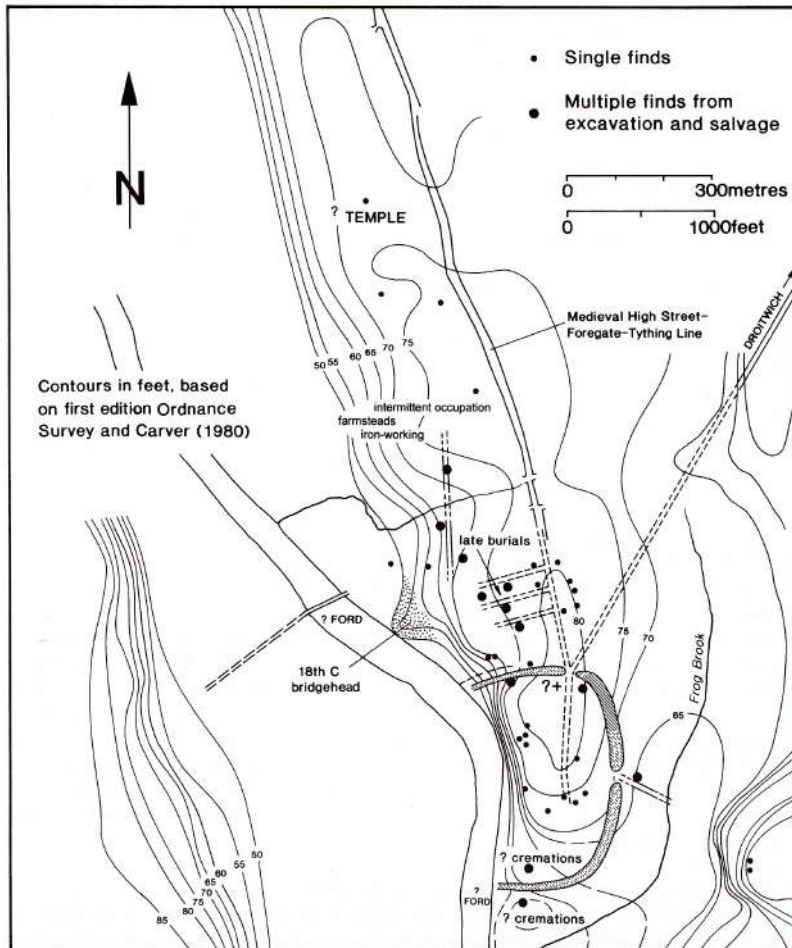 Single finds
Multiple finds from
excavation and salvage
N
0 300metres
0 1000feet
?
TEMPLE
DROITWICH
Medieval High Street-
Foregate-Tything Line
75
70
65
60
55
50
Contours in feet, based
on first edition Ordnance
Survey and Carver (1980)
intermittent occupation
farmsteads
iron-working
late burials
80
75
70
? FORD
Frog Brook
18th C
bridgehead
?+
65
50
55
60
65
70
75
80
85
? cremations
?
FORD
? cremations